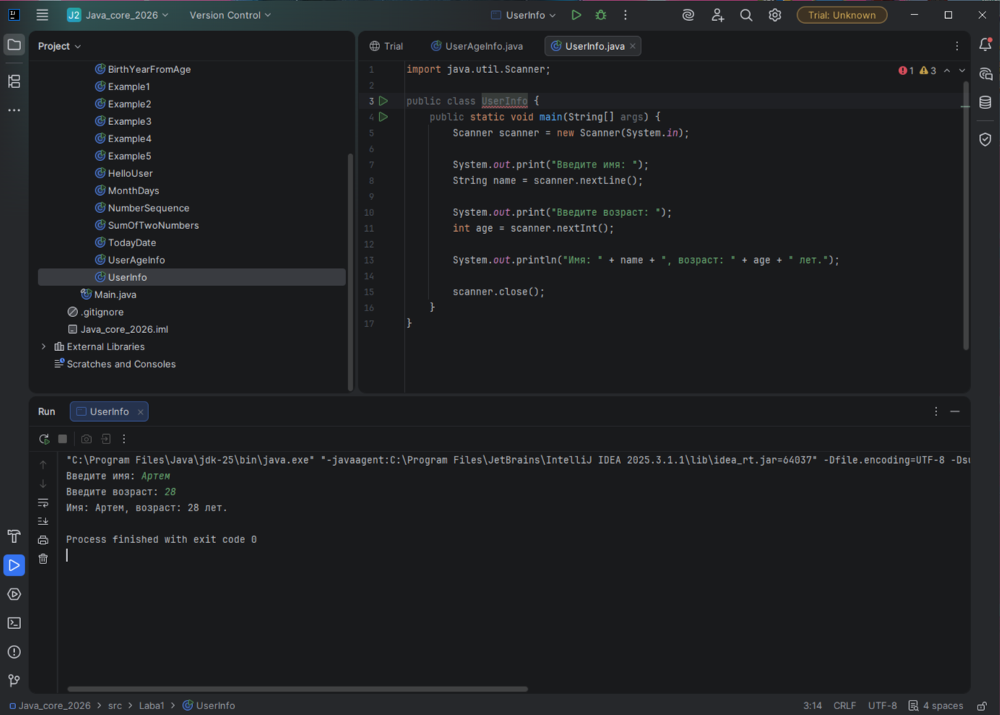 J2 Java_core_2026 Version Control UserInfo Trial: Unknown
Project
BirthYearFromAge
Example1
Example2
Example3
Example4
Example5
HelloUser
MonthDays
NumberSequence
SumOfTwoNumbers
TodayDate
UserAgeInfo
UserInfo
Main.java
.gitignore
Java_core_2026.iml
External Libraries
Scratches and Consoles
Trial UserAgeInfo.java UserInfo.java
1 3
1 import java.util.Scanner;
2
3 public class UserInfo {
4 public static void main(String[] args) {
5 Scanner scanner = new Scanner(System.in);
6
7 System.out.print("Введите имя: ");
8 String name = scanner.nextLine();
9
10 System.out.print("Введите возраст: ");
11 int age = scanner.nextInt();
12
13 System.out.println("Имя: " + name + ", возраст: " + age + " лет.");
14
15 scanner.close();
16 }
17 }
Run UserInfo
"C:\Program Files\Java\jdk-25\bin\java.exe" "-javaagent:C:\Program Files\JetBrains\IntelliJ IDEA 2025.3.1.1\lib\idea_rt.jar=64037" -Dfile.encoding=UTF-8 -Dsu
Введите имя: Артем
Введите возраст: 28
Имя: Артем, возраст: 28 лет.
Process finished with exit code 0
Java_core_2026 > src > Laba1 > UserInfo 3:14 CRLF UTF-8 4 spaces